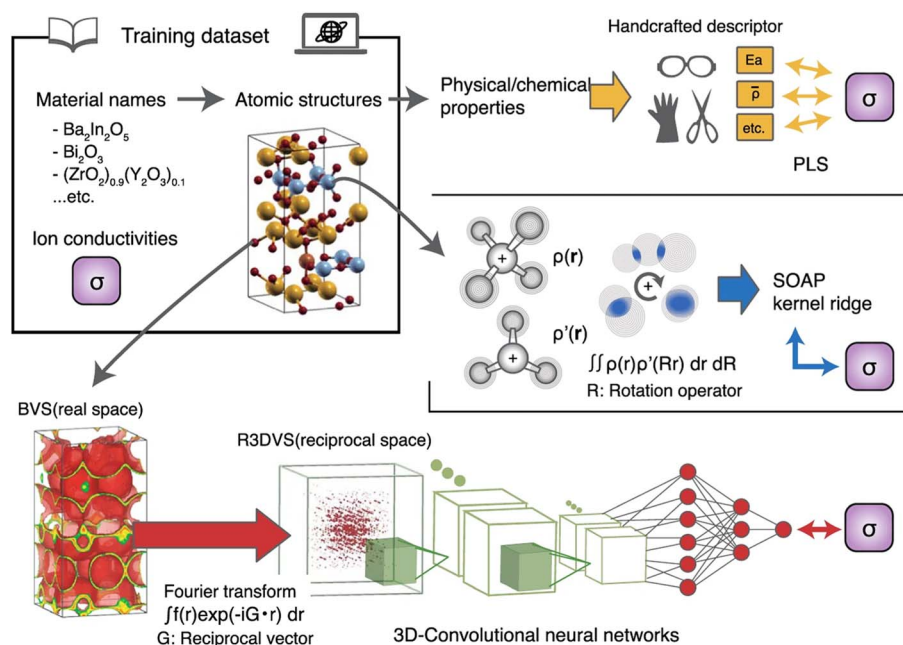 Training dataset
Material names
Atomic structures
- Ba₂In₂O₅
- Bi₂O₃
- (ZrO₂)₀.₉(Y₂O₃)₀.₁
...etc.
Ion conductivities
σ
Physical/chemical
properties
Handcrafted descriptor
Ea
ρ̄
etc.
σ
PLS
+
ρ(r)
+
ρ'(r)
+
∫∫ρ(r)ρ'(Rr) dr dR
R: Rotation operator
SOAP
kernel ridge
σ
BVS(real space)
R3DVS(reciprocal space)
Fourier transform
∫f(r)exp(-iG•r) dr
G: Reciprocal vector
3D-Convolutional neural networks
σ